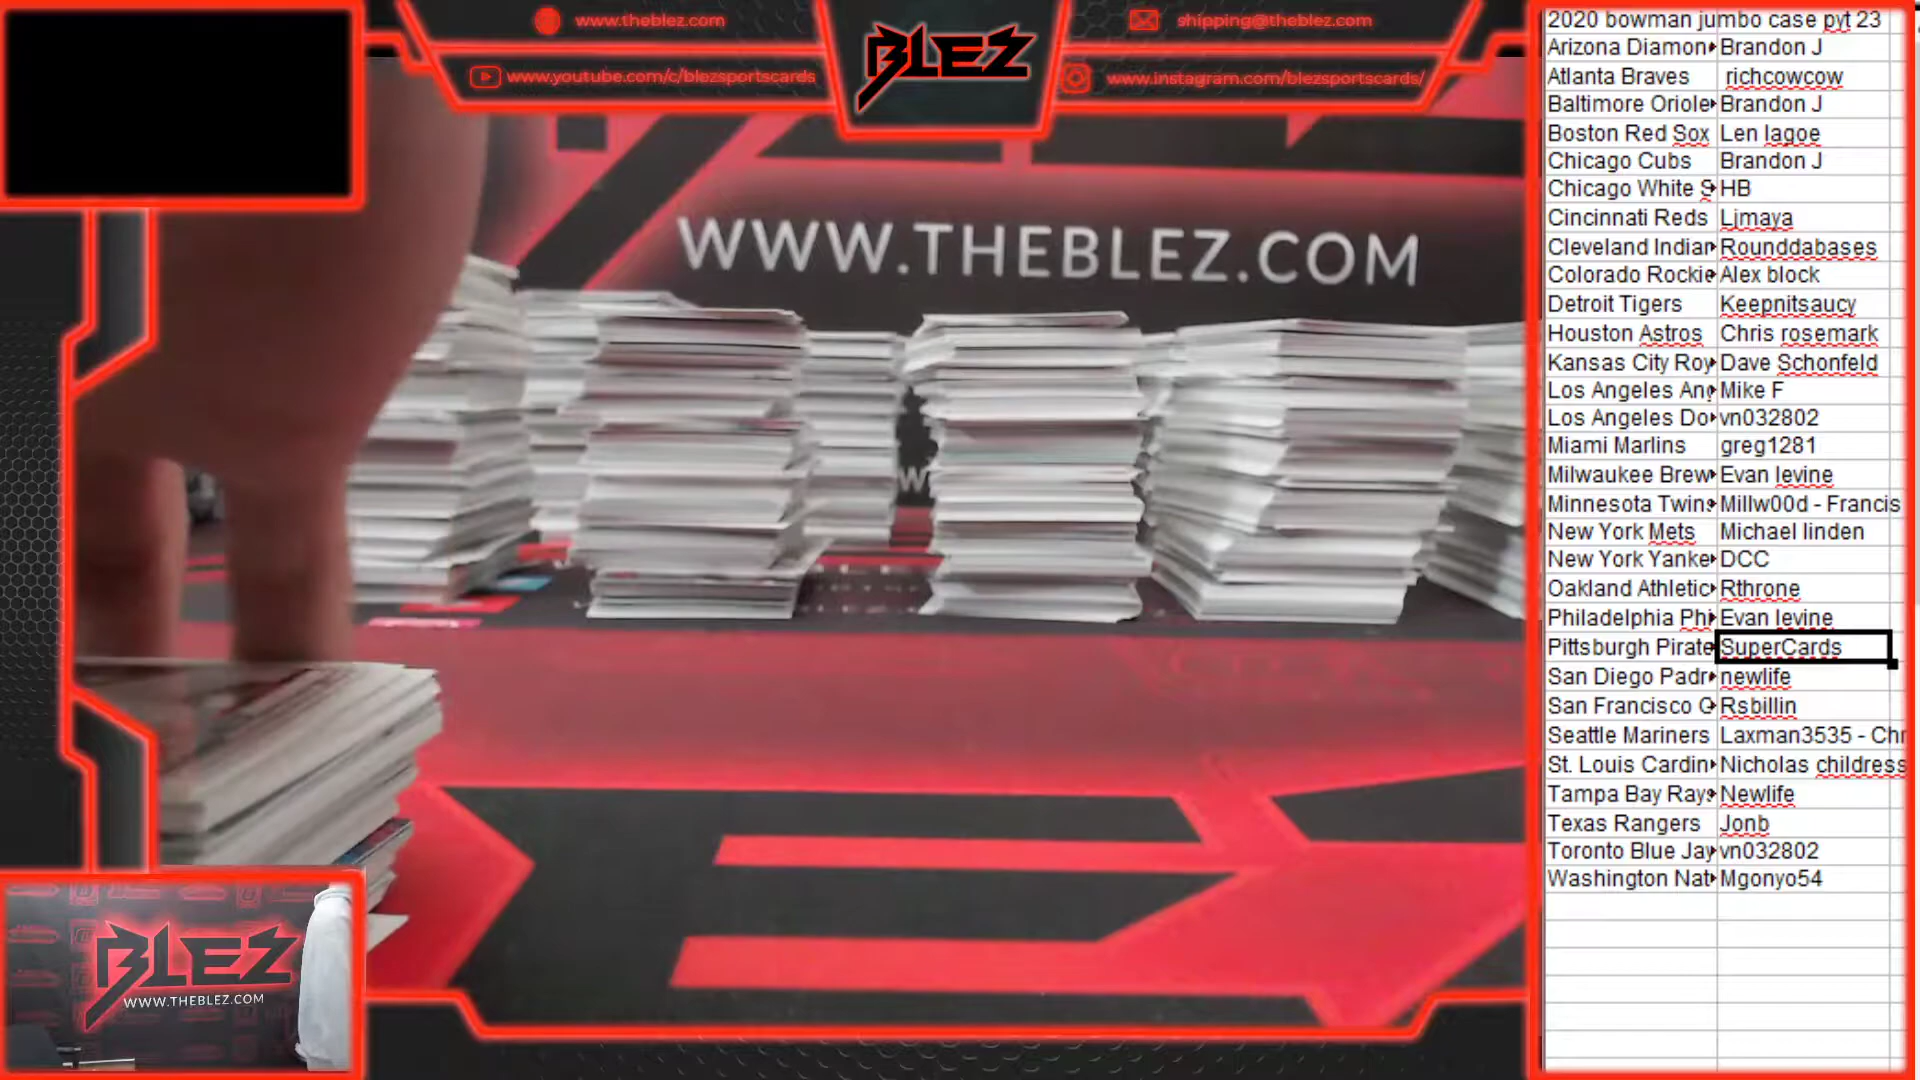 www.theblez.com
shipping@theblez.com
BLEZ
www.youtube.com/c/blezsportscards
www.instagram.com/blezsportscards/
WWW.THEBLEZ.COM
BLEZ
WWW.THEBLEZ.COM
2020 bowman jumbo case pyt 23
Arizona Diamon Brandon J
Atlanta Braves richcowcow
Baltimore Oriole Brandon J
Boston Red Sox Len lagoe
Chicago Cubs Brandon J
Chicago White S HB
Cincinnati Reds Ljmaya
Cleveland Indian Rounddabases
Colorado Rockie Alex block
Detroit Tigers Keepnitsaucy
Houston Astros Chris rosemark
Kansas City Roy Dave Schonfeld
Los Angeles Ang Mike F
Los Angeles Do vn032802
Miami Marlins greg1281
Milwaukee Brew Evan levine
Minnesota Twins Millw00d - Francis
New York Mets Michael linden
New York Yanke DCC
Oakland Athletic Rthrone
Philadelphia Phi Evan levine
Pittsburgh Pirate SuperCards
San Diego Padr newlife
San Francisco G Rsbillin
Seattle Mariners Laxman3535 - Chr
St. Louis Cardin Nicholas childress
Tampa Bay Rays Newlife
Texas Rangers Jonb
Toronto Blue Jay vn032802
Washington Nat Mgonyo54